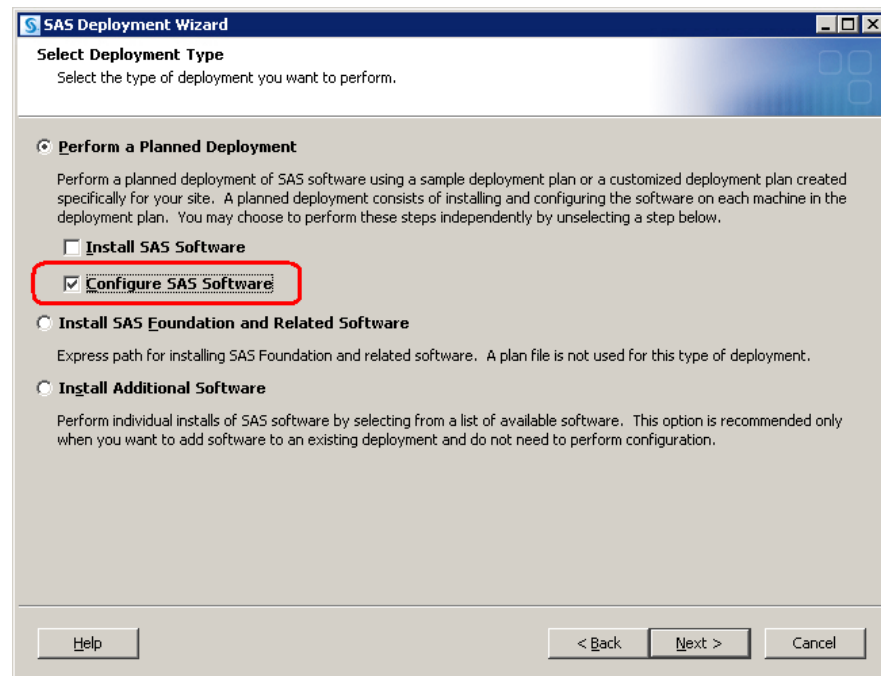 SAS Deployment Wizard
Select Deployment Type
Select the type of deployment you want to perform.
Perform a Planned Deployment
Perform a planned deployment of SAS software using a sample deployment plan or a customized deployment plan created
specifically for your site. A planned deployment consists of installing and configuring the software on each machine in the
deployment plan. You may choose to perform these steps independently by unselecting a step below.
Install SAS Software
Configure SAS Software
Install SAS Foundation and Related Software
Express path for installing SAS Foundation and related software. A plan file is not used for this type of deployment.
Install Additional Software
Perform individual installs of SAS software by selecting from a list of available software. This option is recommended only
when you want to add software to an existing deployment and do not need to perform configuration.
Help < Back Next > Cancel